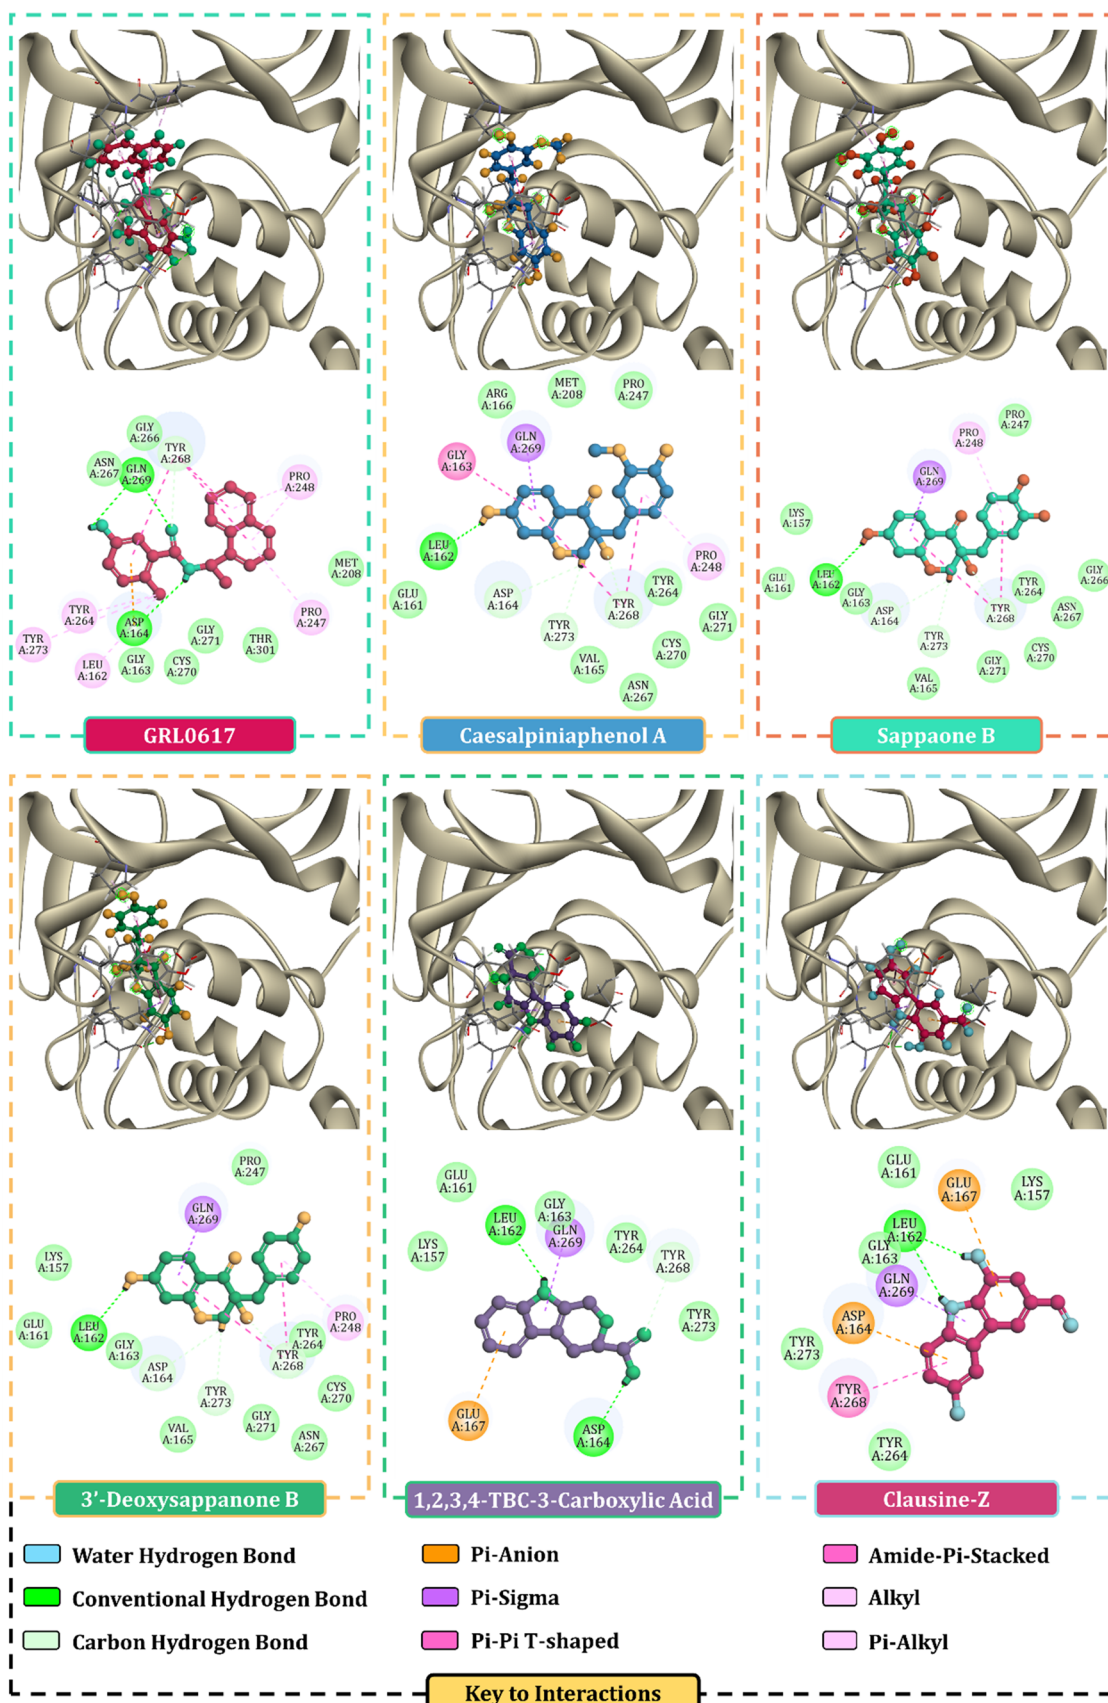 GLY
A:266
TYR
A:268
ASN
A:267
GLN
A:269
PRO
A:248
MET
A:208
TYR
A:264
ASP
A:164
PRO
A:247
TYR
A:273
LEU
A:162
GLY
A:163
CYS
A:270
GLY
A:271
THR
A:301
GRL0617
ARG
A:166
MET
A:208
PRO
A:247
GLN
A:269
GLY
A:163
LEU
A:162
PRO
A:248
GLU
A:161
ASP
A:164
TYR
A:264
TYR
A:268
TYR
A:273
GLY
A:271
VAL
A:165
CYS
A:270
ASN
A:267
Caesalpiniaphenol A
PRO
A:247
PRO
A:248
GLN
A:269
LYS
A:157
GLU
A:161
LEU
A:162
GLY
A:163
ASP
A:164
TYR
A:264
GLY
A:266
TYR
A:268
ASN
A:267
TYR
A:273
CYS
A:270
GLY
A:271
VAL
A:165
Sappaone B
PRO
A:247
GLN
A:269
LYS
A:157
GLU
A:161
LEU
A:162
GLY
A:163
ASP
A:164
PRO
A:248
TYR
A:264
TYR
A:268
TYR
A:273
CYS
A:270
GLY
A:271
VAL
A:165
ASN
A:267
3’-Deoxysappanone B
GLU
A:161
LEU
A:162
GLY
A:163
GLN
A:269
LYS
A:157
TYR
A:264
TYR
A:268
TYR
A:273
GLU
A:167
ASP
A:164
1,2,3,4-TBC-3-Carboxylic Acid
GLU
A:161
GLU
A:167
LYS
A:157
LEU
A:162
GLY
A:163
GLN
A:269
ASP
A:164
TYR
A:273
TYR
A:268
TYR
A:264
Clausine-Z
Water Hydrogen Bond
Pi-Anion
Amide-Pi-Stacked
Conventional Hydrogen Bond
Pi-Sigma
Alkyl
Carbon Hydrogen Bond
Pi-Pi T-shaped
Pi-Alkyl
Key to Interactions